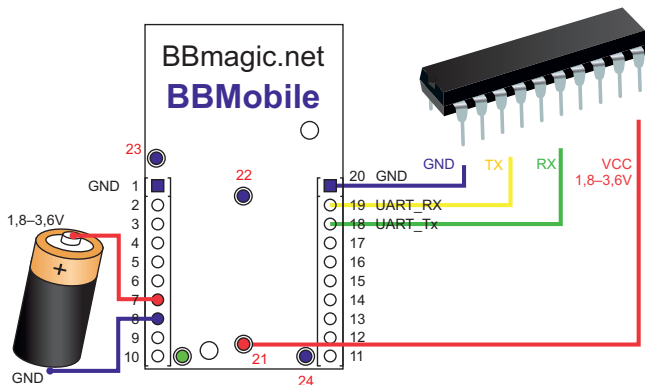 BBmagic.net
BBMobile
23
22
GND 1
2
3
4
5
6
7
8
9
10
20 GND
19 UART_RX
18 UART_Tx
17
16
15
14
13
12
11
21
24
1,8–3,6V
+
GND
GND
TX
RX
VCC
1,8–3,6V